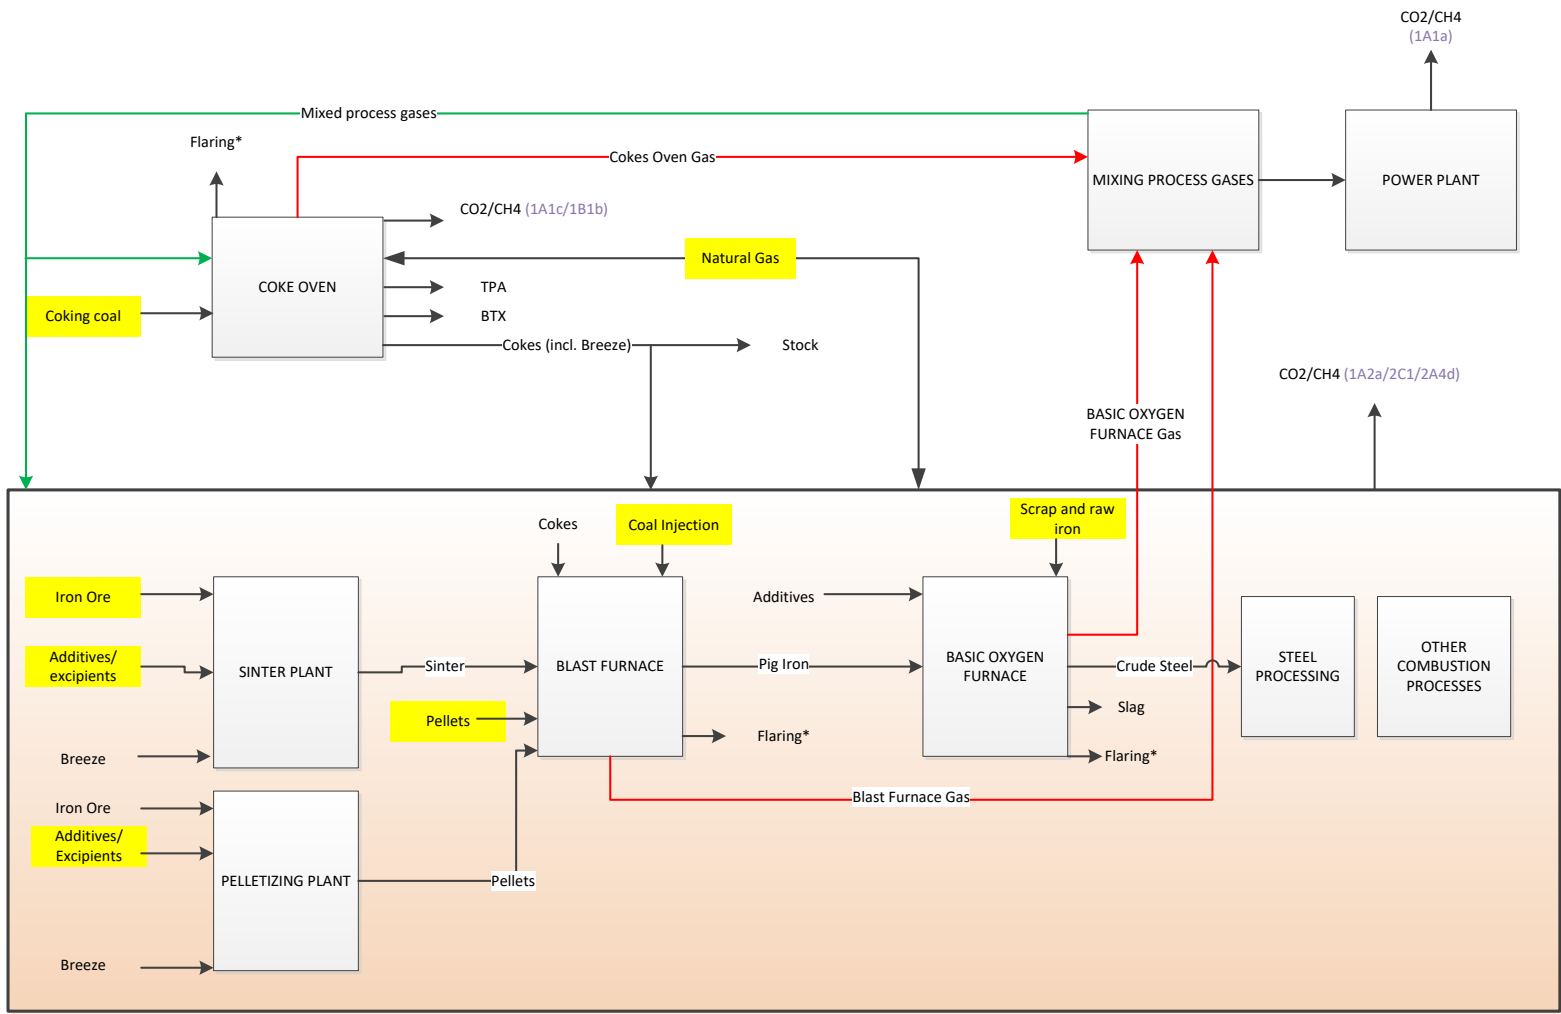 CO2/CH4
(1A1a)
Mixed process gases
Flaring*
Cokes Oven Gas
MIXING PROCESS GASES
POWER PLANT
CO2/CH4 (1A1c/1B1b)
Natural Gas
COKE OVEN
TPA
Coking coal
BTX
Cokes (incl. Breeze)
Stock
CO2/CH4 (1A2a/2C1/2A4d)
BASIC OXYGEN
FURNACE Gas
Cokes
Coal Injection
Scrap and raw
iron
Iron Ore
Additives
Additives/
excipients
SINTER PLANT
Sinter
BLAST FURNACE
Pig Iron
BASIC OXYGEN
FURNACE
Crude Steel
STEEL
PROCESSING
OTHER
COMBUSTION
PROCESSES
Pellets
Slag
Flaring*
Flaring*
Breeze
Blast Furnace Gas
Iron Ore
Additives/
Excipients
PELLETIZING PLANT
Pellets
Breeze